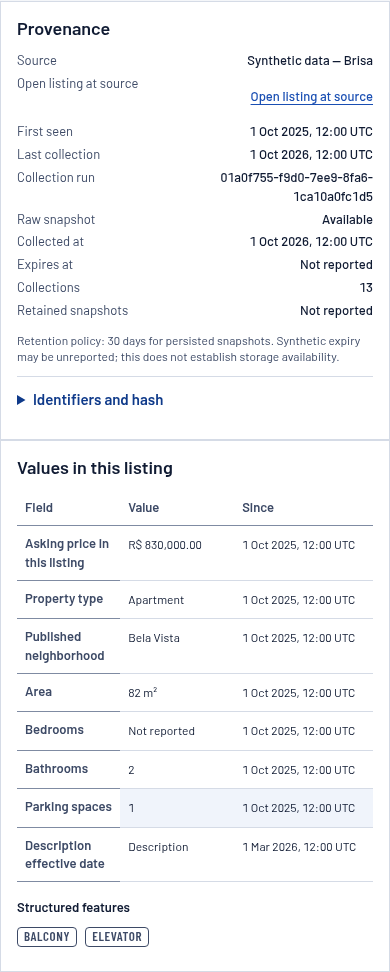 Provenance
Source Synthetic data — Brisa
Open listing at source
Open listing at source
First seen 1 Oct 2025, 12:00 UTC
Last collection 1 Oct 2026, 12:00 UTC
Collection run 01a0f755-f9d0-7ee9-8fa6-
1ca10a0fc1d5
Raw snapshot Available
Collected at 1 Oct 2026, 12:00 UTC
Expires at Not reported
Collections 13
Retained snapshots Not reported
Retention policy: 30 days for persisted snapshots. Synthetic expiry
may be unreported; this does not establish storage availability.
Identifiers and hash
Values in this listing
Field Value Since
Asking price in
this listing R$ 830,000.00 1 Oct 2025, 12:00 UTC
Property type Apartment 1 Oct 2025, 12:00 UTC
Published
neighborhood Bela Vista 1 Oct 2025, 12:00 UTC
Area 82 m² 1 Oct 2025, 12:00 UTC
Bedrooms Not reported 1 Oct 2025, 12:00 UTC
Bathrooms 2 1 Oct 2025, 12:00 UTC
Parking spaces 1 1 Oct 2025, 12:00 UTC
Description
effective date Description 1 Mar 2026, 12:00 UTC
Structured features
BALCONY ELEVATOR